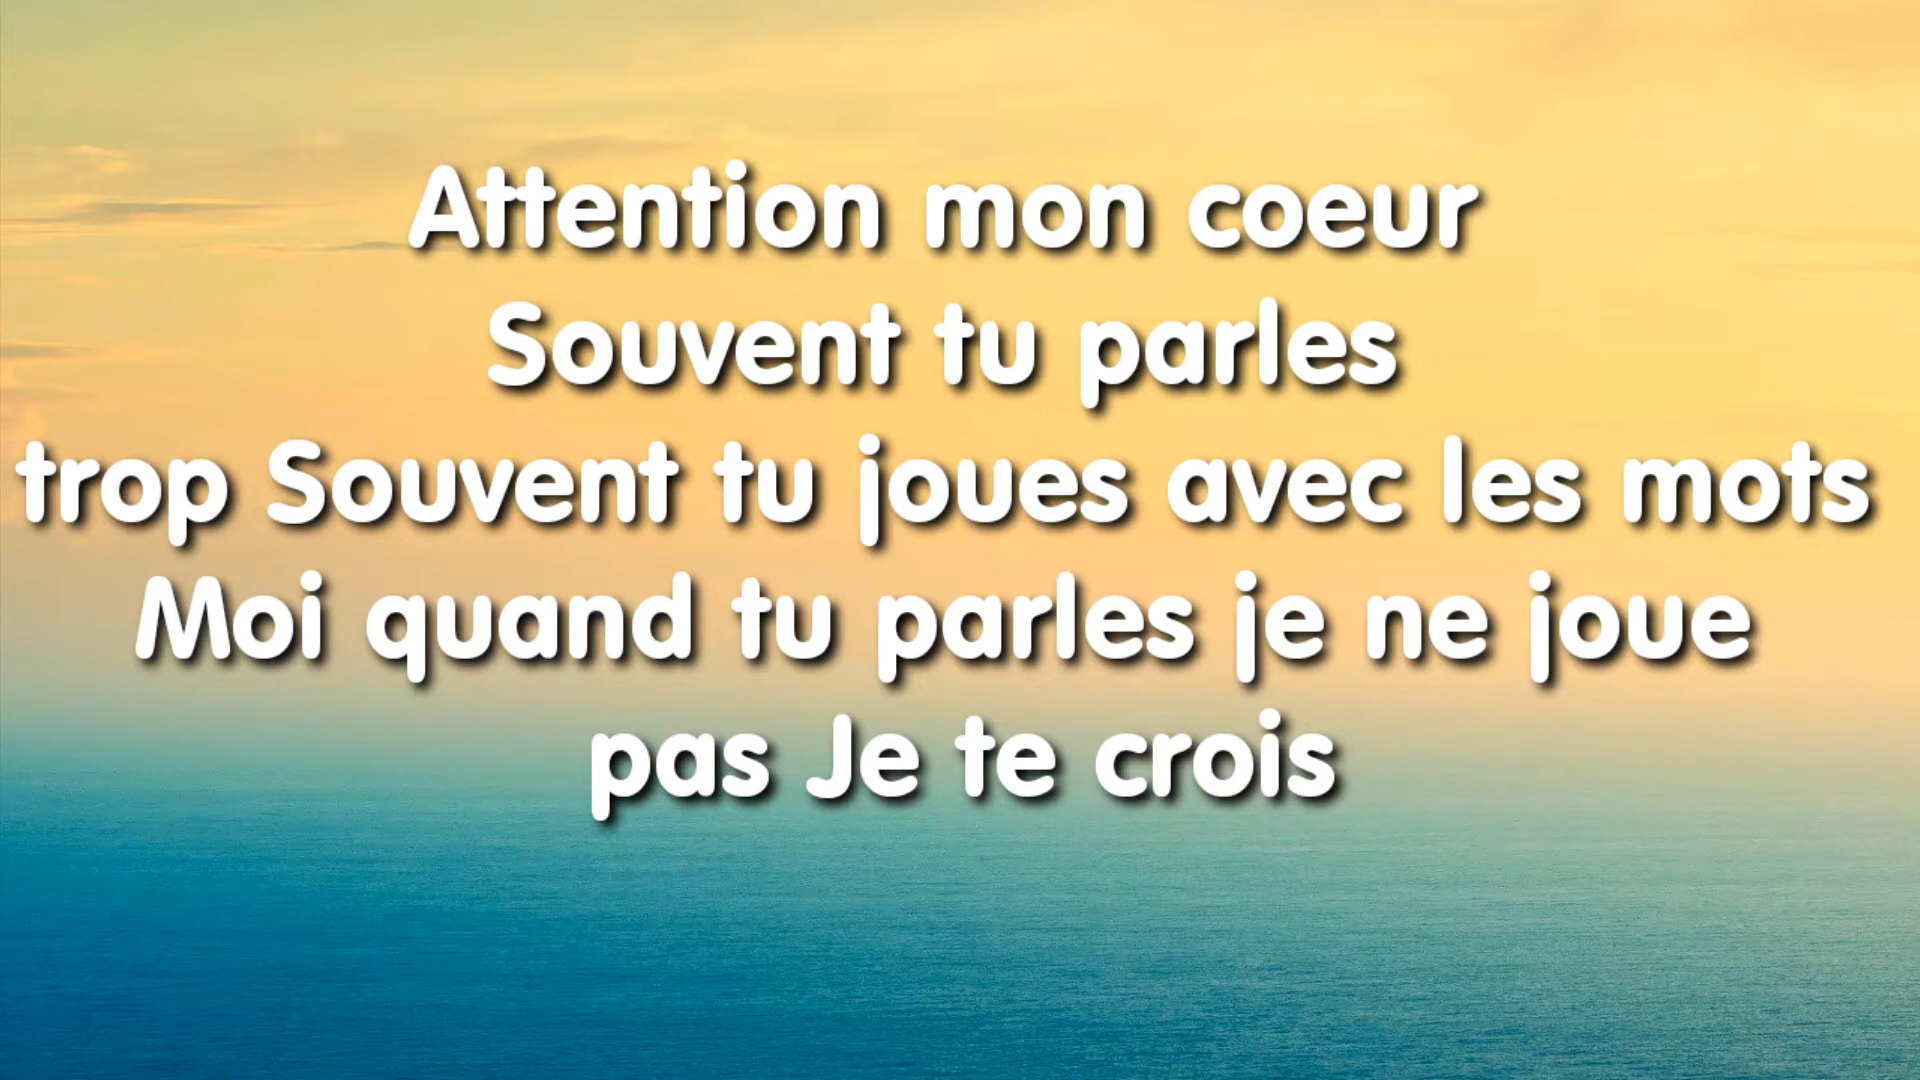 Attention mon coeur
Souvent tu parles
trop Souvent tu joues avec les mots
Moi quand tu parles je ne joue
pas Je te crois